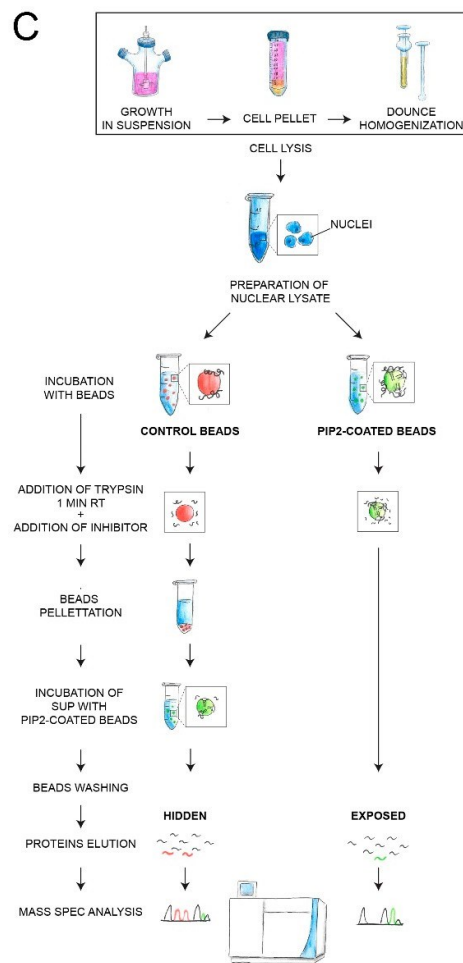 C
GROWTH
IN SUSPENSION
CELL PELLET
DOUNCE
HOMOGENIZATION
CELL LYSIS
NUCLEI
PREPARATION OF
NUCLEAR LYSATE
INCUBATION
WITH BEADS
CONTROL BEADS
PIP2-COATED BEADS
ADDITION OF TRYPSIN
1 MIN RT
+
ADDITION OF INHIBITOR
BEADS
PELLETTATION
INCUBATION OF
SUP WITH
PIP2-COATED BEADS
BEADS WASHING
HIDDEN
EXPOSED
PROTEINS ELUTION
MASS SPEC ANALYSIS